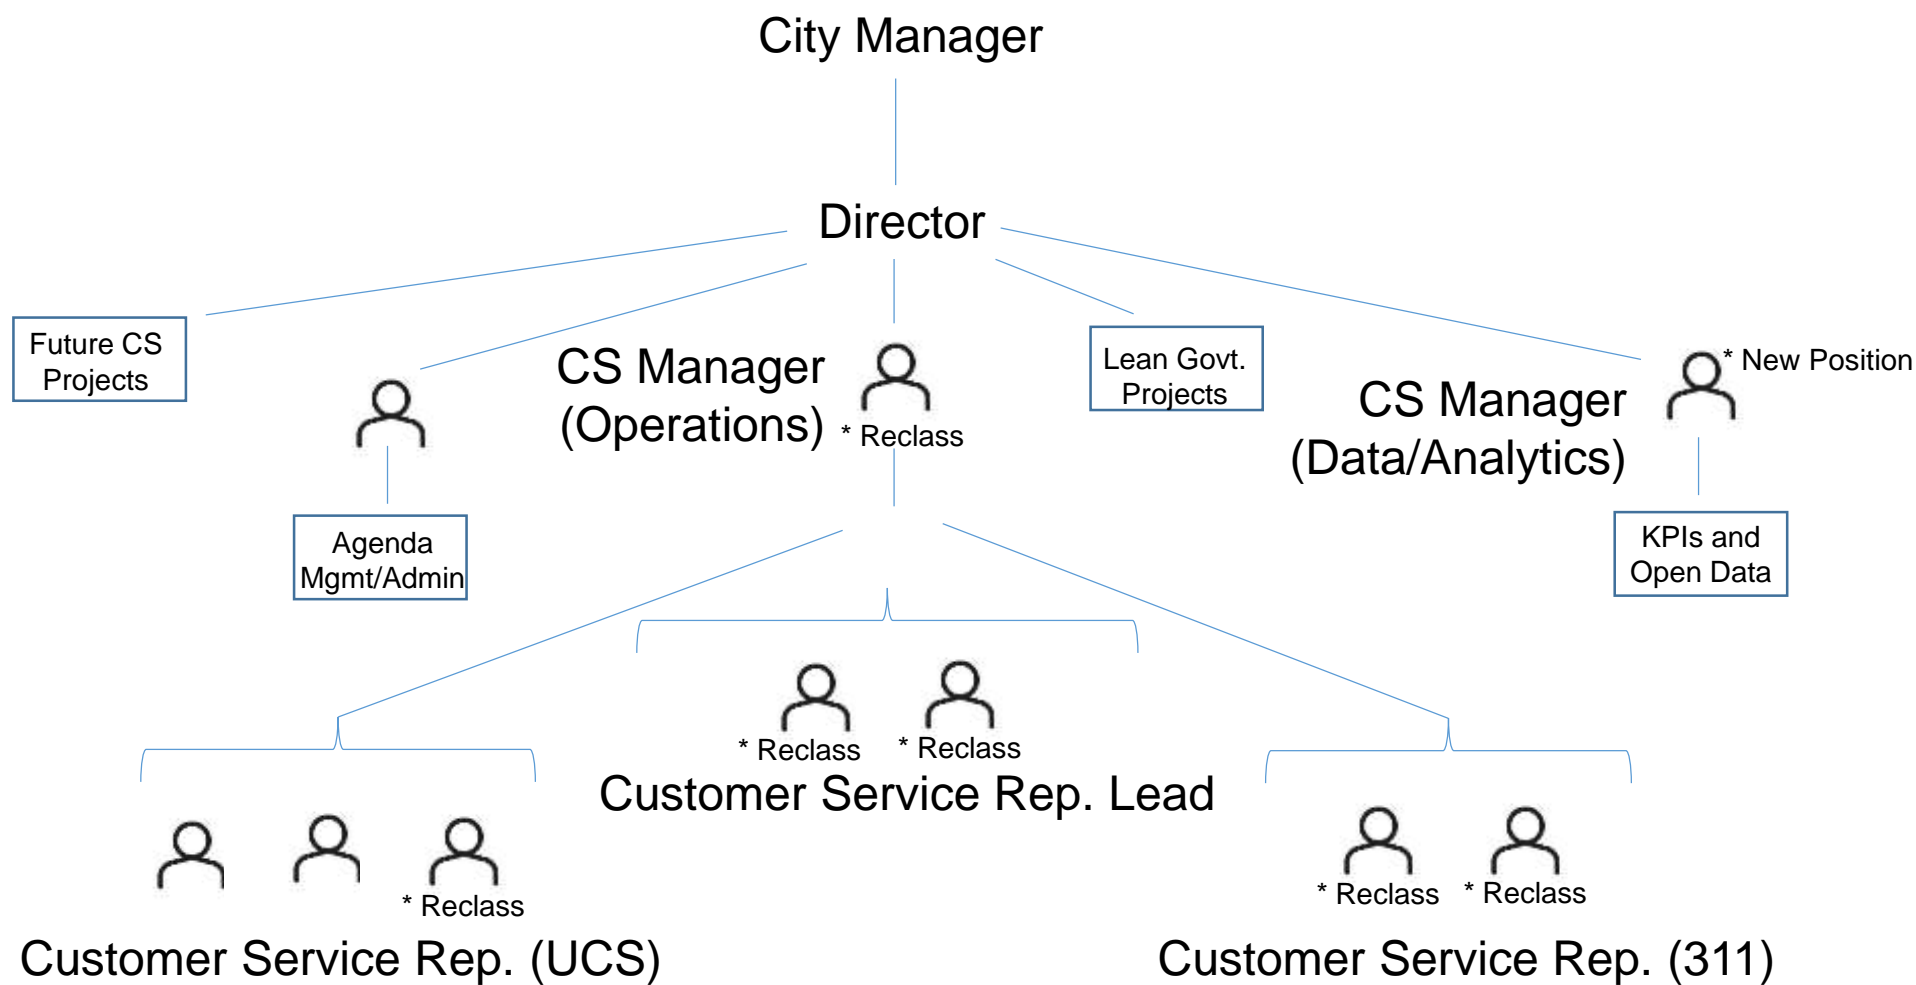 City Manager
Director
Future CS
Projects
CS Manager
(Operations)
* Reclass
Lean Govt.
Projects
CS Manager
(Data/Analytics)
* New Position
Agenda
Mgmt/Admin
KPIs and
Open Data
* Reclass
* Reclass
Customer Service Rep. Lead
* Reclass
Customer Service Rep. (UCS)
* Reclass
* Reclass
Customer Service Rep. (311)